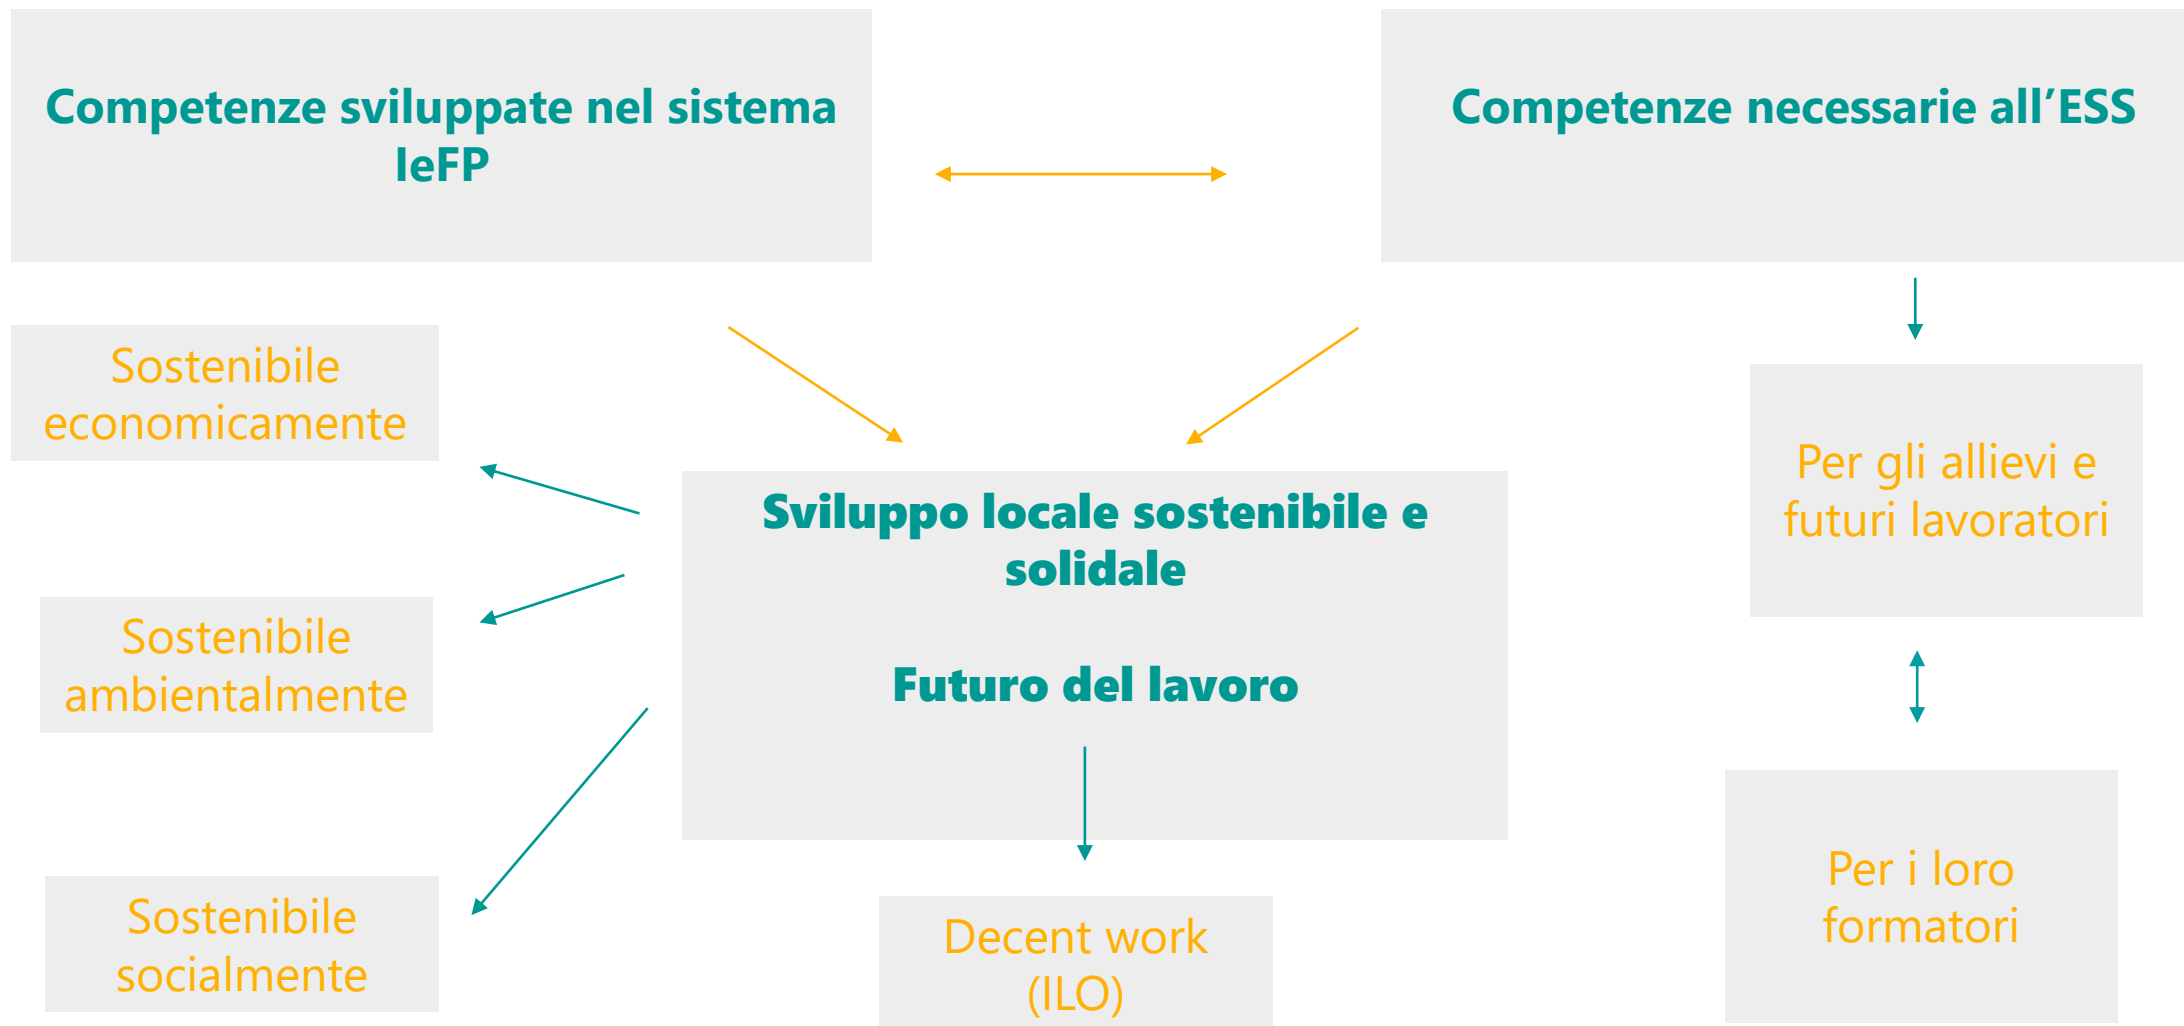 Competenze sviluppate nel sistema
IeFP
Competenze necessarie all’ESS
Sostenibile
economicamente
Sostenibile
ambientalmente
Sostenibile
socialmente
Sviluppo locale sostenibile e
solidale
Futuro del lavoro
Decent work
(ILO)
Per gli allievi e
futuri lavoratori
Per i loro
formatori